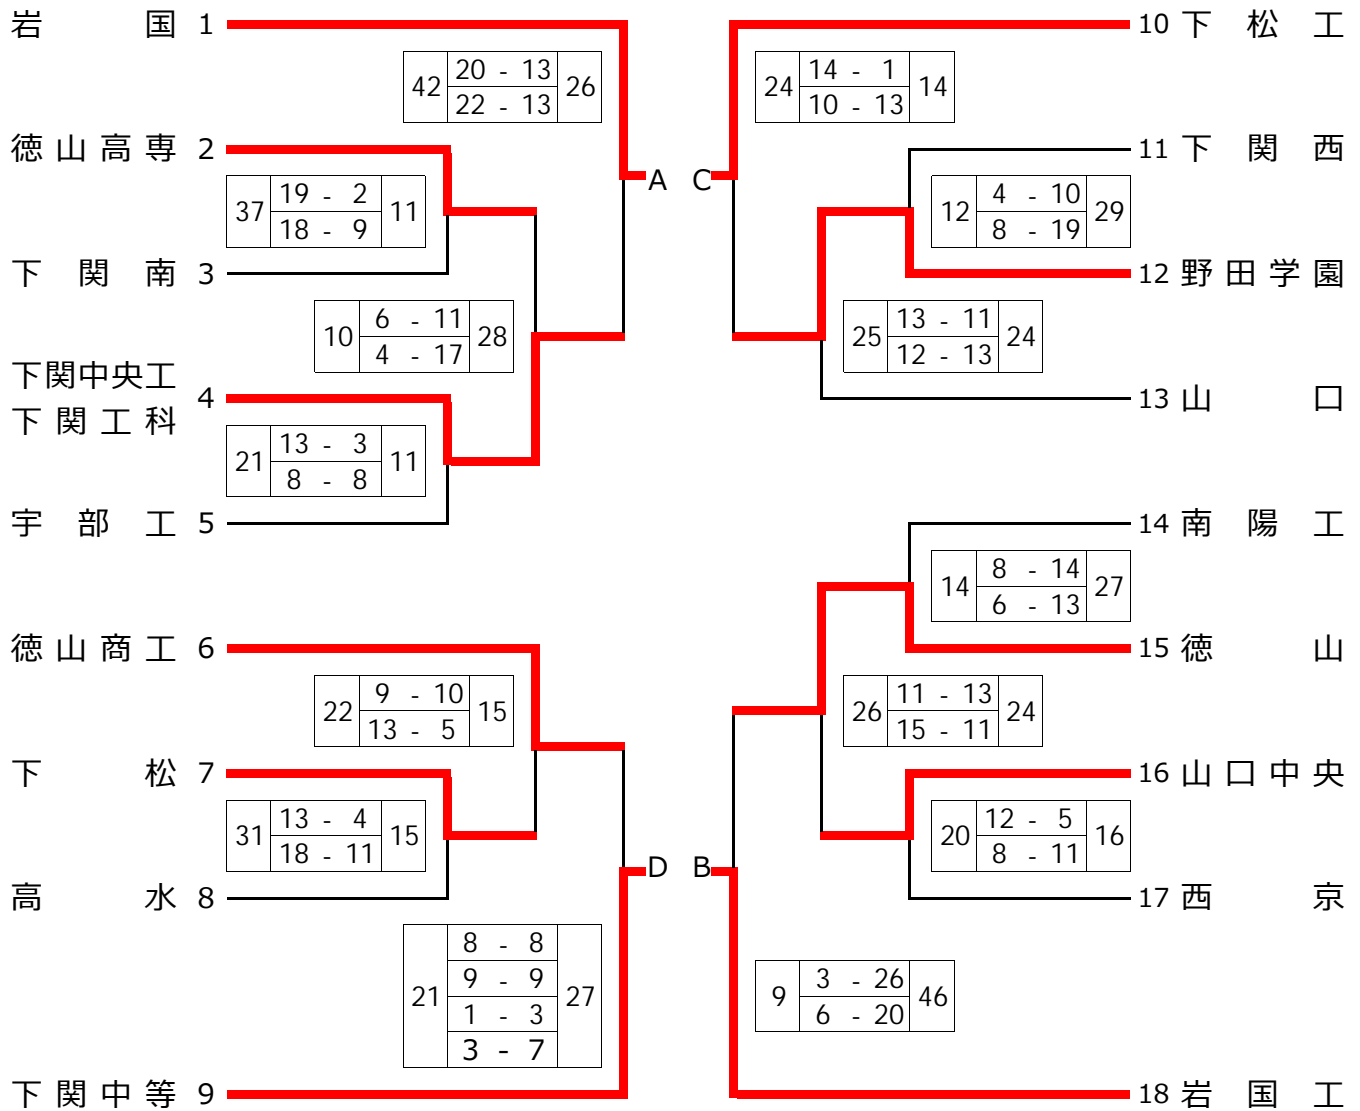 岩国 1
42 20 - 13 26
22 - 13
徳山高専 2
37 19 - 2 11
18 - 9
下関南 3
10 6 - 11 28
4 - 17
下関中央工
4
下関工科
21 13 - 3 11
8 - 8
宇部工 5
徳山商工 6
22 9 - 10 15
13 - 5
下松 7
31 13 - 4 15
18 - 11
高水 8
21 8 - 8 27
9 - 9
1 - 3
3 - 7
下関中等 9
A C
D B
10 下松工
24 14 - 1 14
10 - 13
11 下関西
12 4 - 10 29
8 - 19
12 野田学園
25 13 - 11 24
12 - 13
13 山口
14 南陽工
14 8 - 14 27
6 - 13
15 徳山
26 11 - 13 24
15 - 11
16 山口中央
20 12 - 5 16
8 - 11
17 西京
9 3 - 26 46
6 - 20
18 岩国工